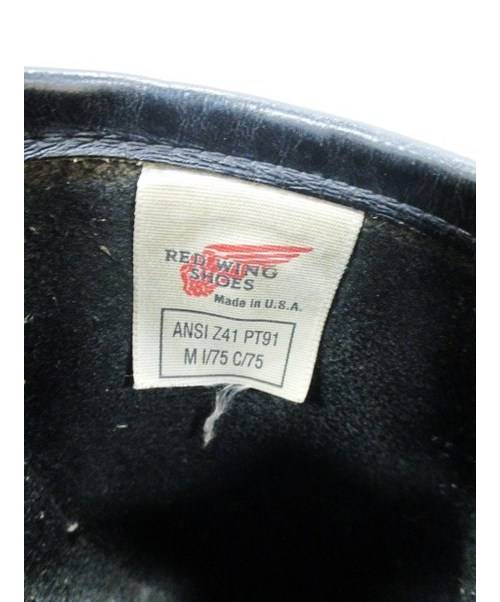 RED WING
SHOES
Made in U.S.A.
ANSI Z41 PT91
M I/75 C/75